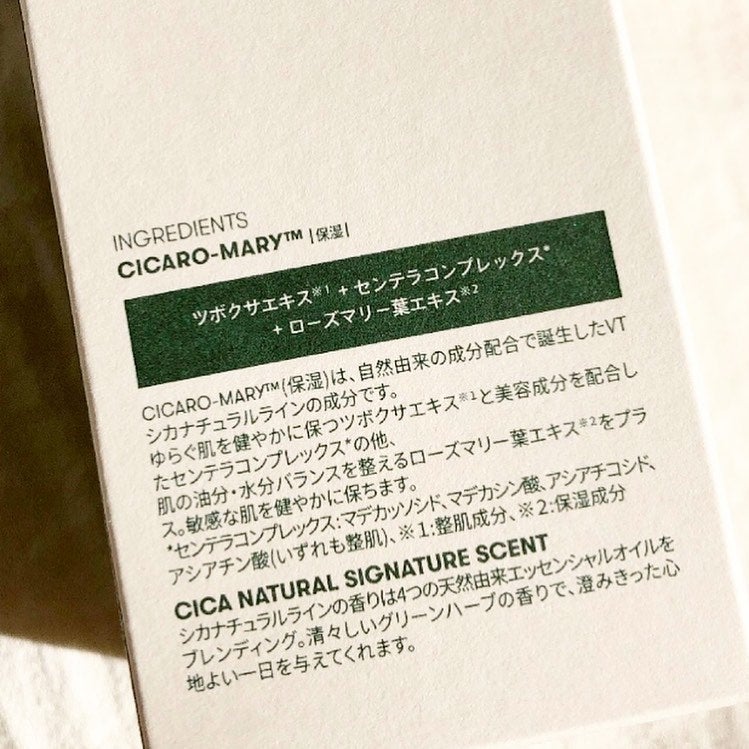 INGREDIENTS
CICARO-MARY™ |保湿|
ツボクサエキス※1 + センテラコンプレックス*
+ ローズマリー葉エキス※2
CICARO-MARY™(保湿)は、自然由来の成分配合で誕生したVT
シカナチュラルラインの成分です。
ゆらぐ肌を健やかに保つツボクサエキス※1と美容成分を配合し
たセンテラコンプレックス*の他、
肌の油分・水分バランスを整えるローズマリー葉エキス※2をプラ
ス。敏感な肌を健やかに保ちます。
*センテラコンプレックス:マデカッソシド、マデカシン酸、アシアチコシド、
アシアチン酸(いずれも整肌)、※1:整肌成分、※2:保湿成分
CICA NATURAL SIGNATURE SCENT
シカナチュラルラインの香りは4つの天然由来エッセンシャルオイルを
ブレンディング。清々しいグリーンハーブの香りで、澄みきった心
地よい一日を与えてくれます。